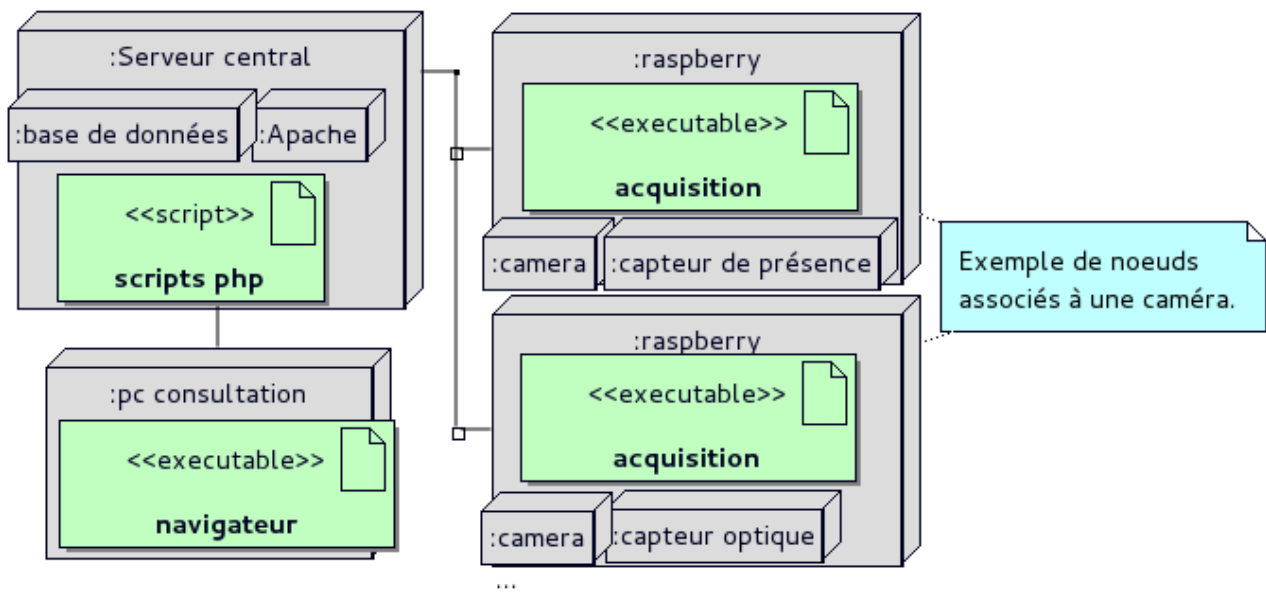 :Serveur central
:base de données
:Apache
<<script>>
scripts php
:pc consultation
<<executable>>
navigateur
:raspberry
<<executable>>
acquisition
:camera
:capteur de présence
:raspberry
<<executable>>
acquisition
:camera
:capteur optique
...
Exemple de noeuds
associés à une caméra.